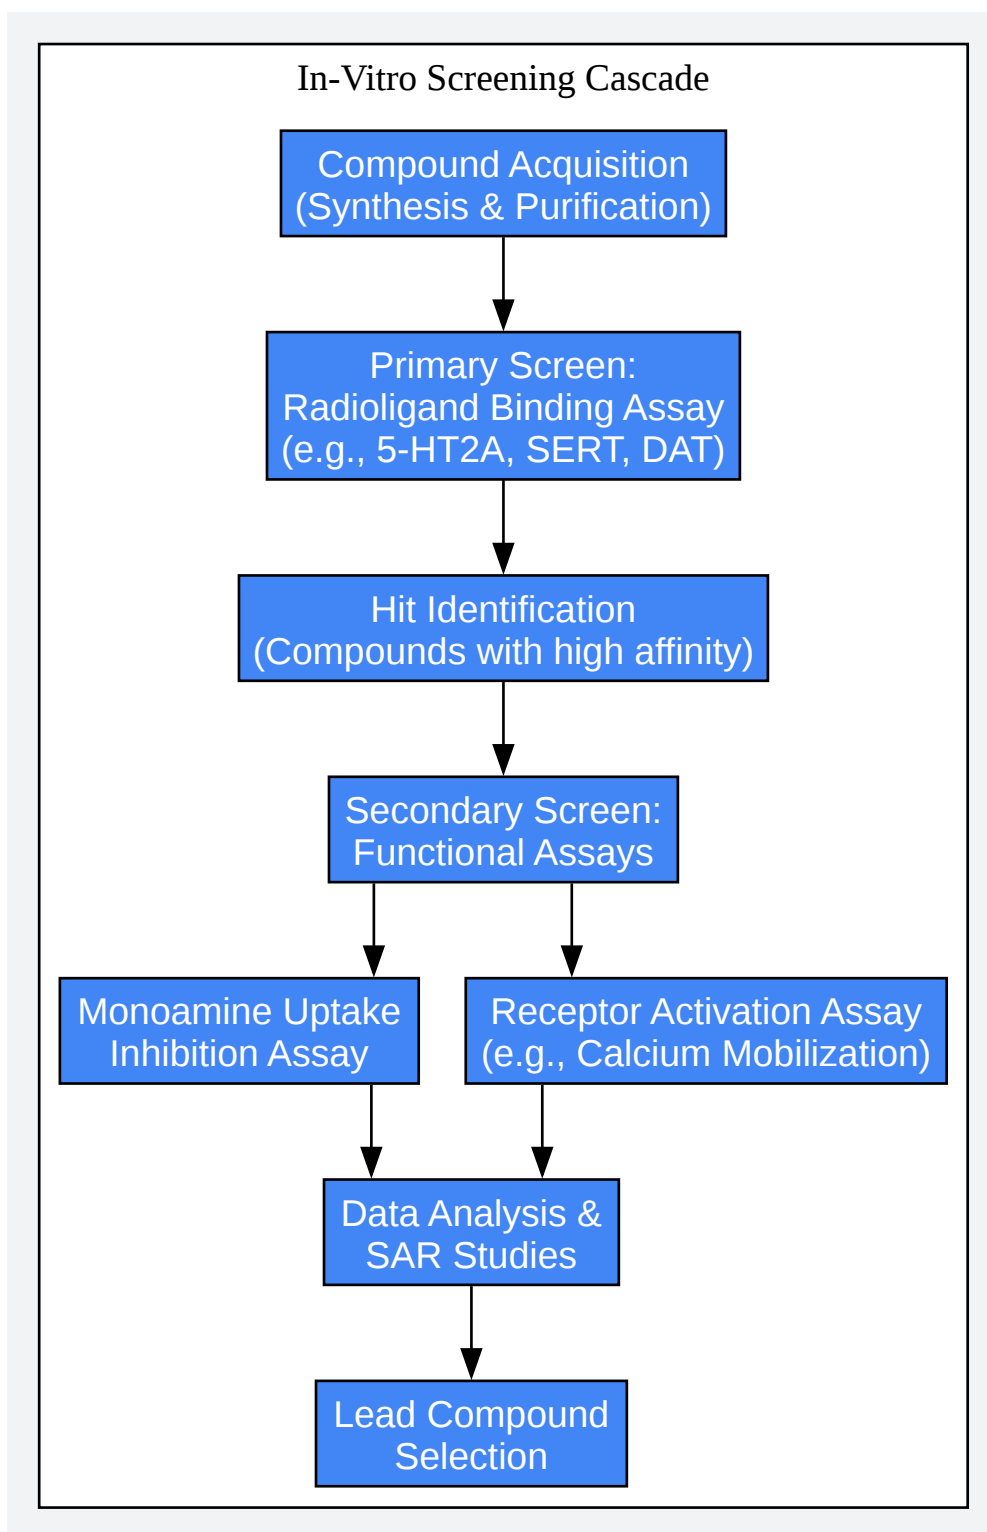 In-Vitro Screening Cascade
Compound Acquisition
(Synthesis & Purification)
Primary Screen:
Radioligand Binding Assay
(e.g., 5-HT2A, SERT, DAT)
Hit Identification
(Compounds with high affinity)
Secondary Screen:
Functional Assays
Monoamine Uptake
Inhibition Assay
Receptor Activation Assay
(e.g., Calcium Mobilization)
Data Analysis &
SAR Studies
Lead Compound
Selection